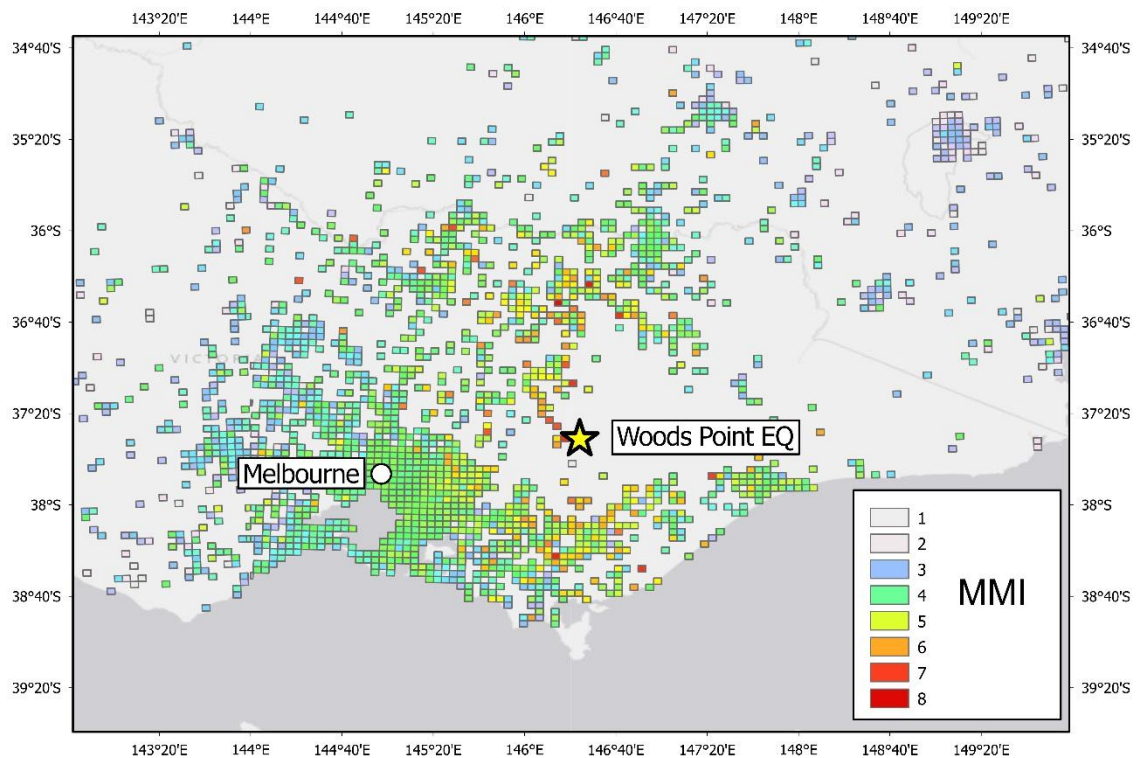 143°20'E 144°E 144°40'E 145°20'E 146°E 146°40'E 147°20'E 148°E 148°40'E 149°20'E
34°40'S 34°40'S
35°20'S 35°20'S
36°S 36°S
36°40'S 36°40'S
VICTORIA
37°20'S 37°20'S
Woods Point EQ
Melbourne
38°S 38°S
1
2
3
4
5
6
7
8
MMI
38°40'S 38°40'S
39°20'S 39°20'S
143°20'E 144°E 144°40'E 145°20'E 146°E 146°40'E 147°20'E 148°E 148°40'E 149°20'E